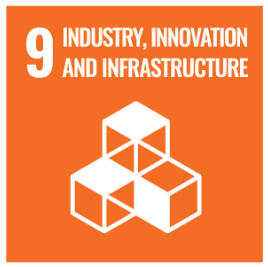 9 INDUSTRY, INNOVATION
AND INFRASTRUCTURE